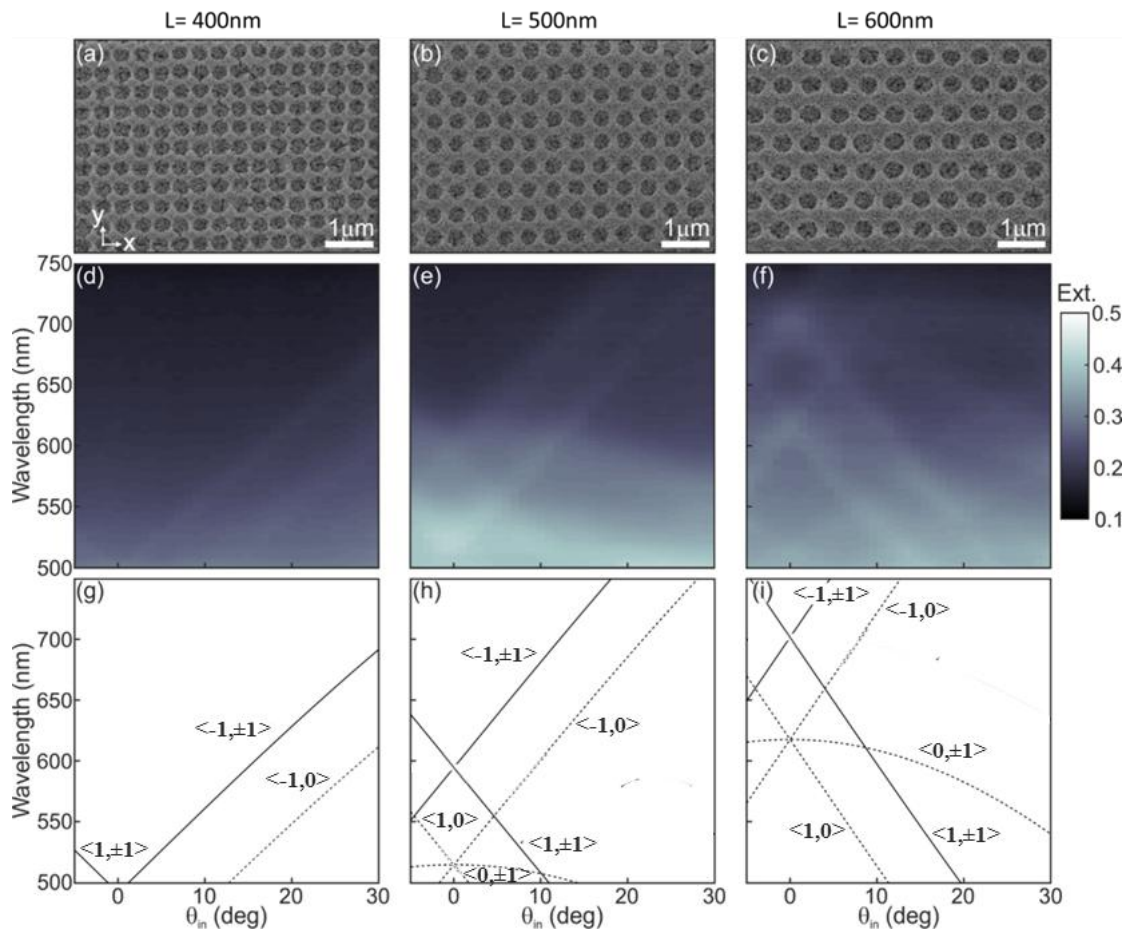 L= 400nm L= 500nm L= 600nm
(a) (b) (c)
y
x
1μm 1μm 1μm
750 (d) (e) (f)
Ext.
700
0.5
650
0.4
600
0.3
550
0.2
500
0.1
Wavelength (nm)
(g) (h) (i)
<-1,±1>
<-1,0>
700
<-1,±1>
650
<-1,±1>
<-1,0>
600
<-1,0>
<0,±1>
550
<1,±1>
<1,0>
<1,±1>
<0,±1>
<1,0>
<1,±1>
500
Wavelength (nm)
0 10 20 30 0 10 20 30 0 10 20 30
θin (deg) θin (deg) θin (deg)